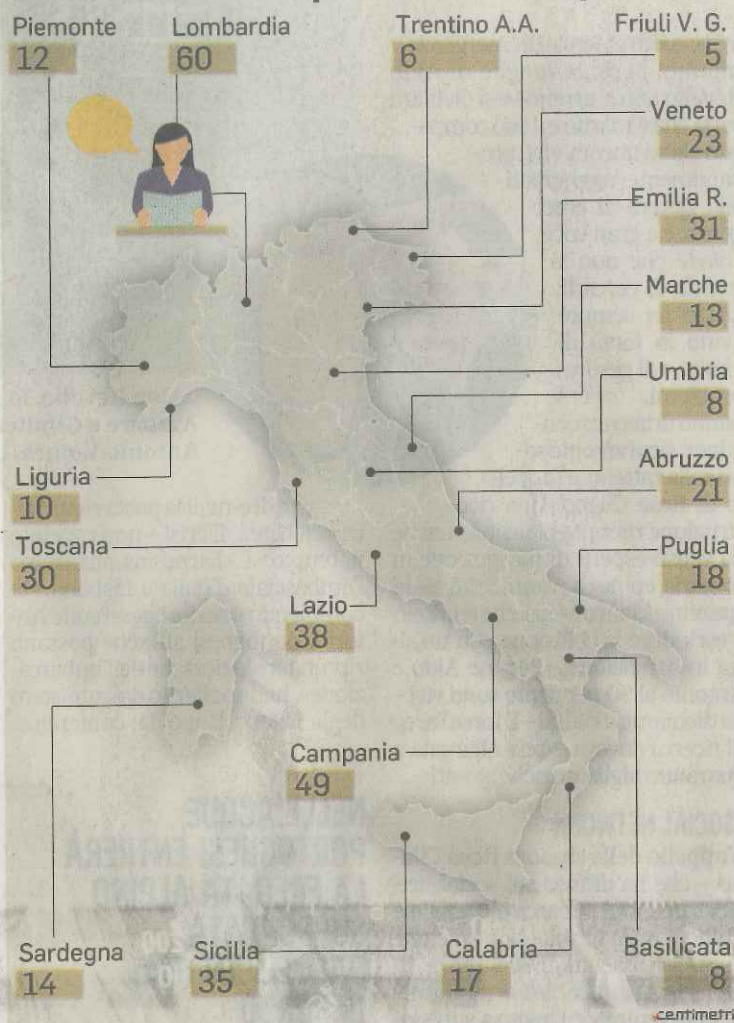 Piemonte
12
Lombardia
60
Trentino A.A.
6
Friuli V. G.
5
Veneto
23
Emilia R.
31
Marche
13
Umbria
8
Abruzzo
21
Liguria
10
Toscana
30
Puglia
18
Lazio
38
Campania
49
Sardegna
14
Sicilia
35
Calabria
17
Basilicata
8
centimetri